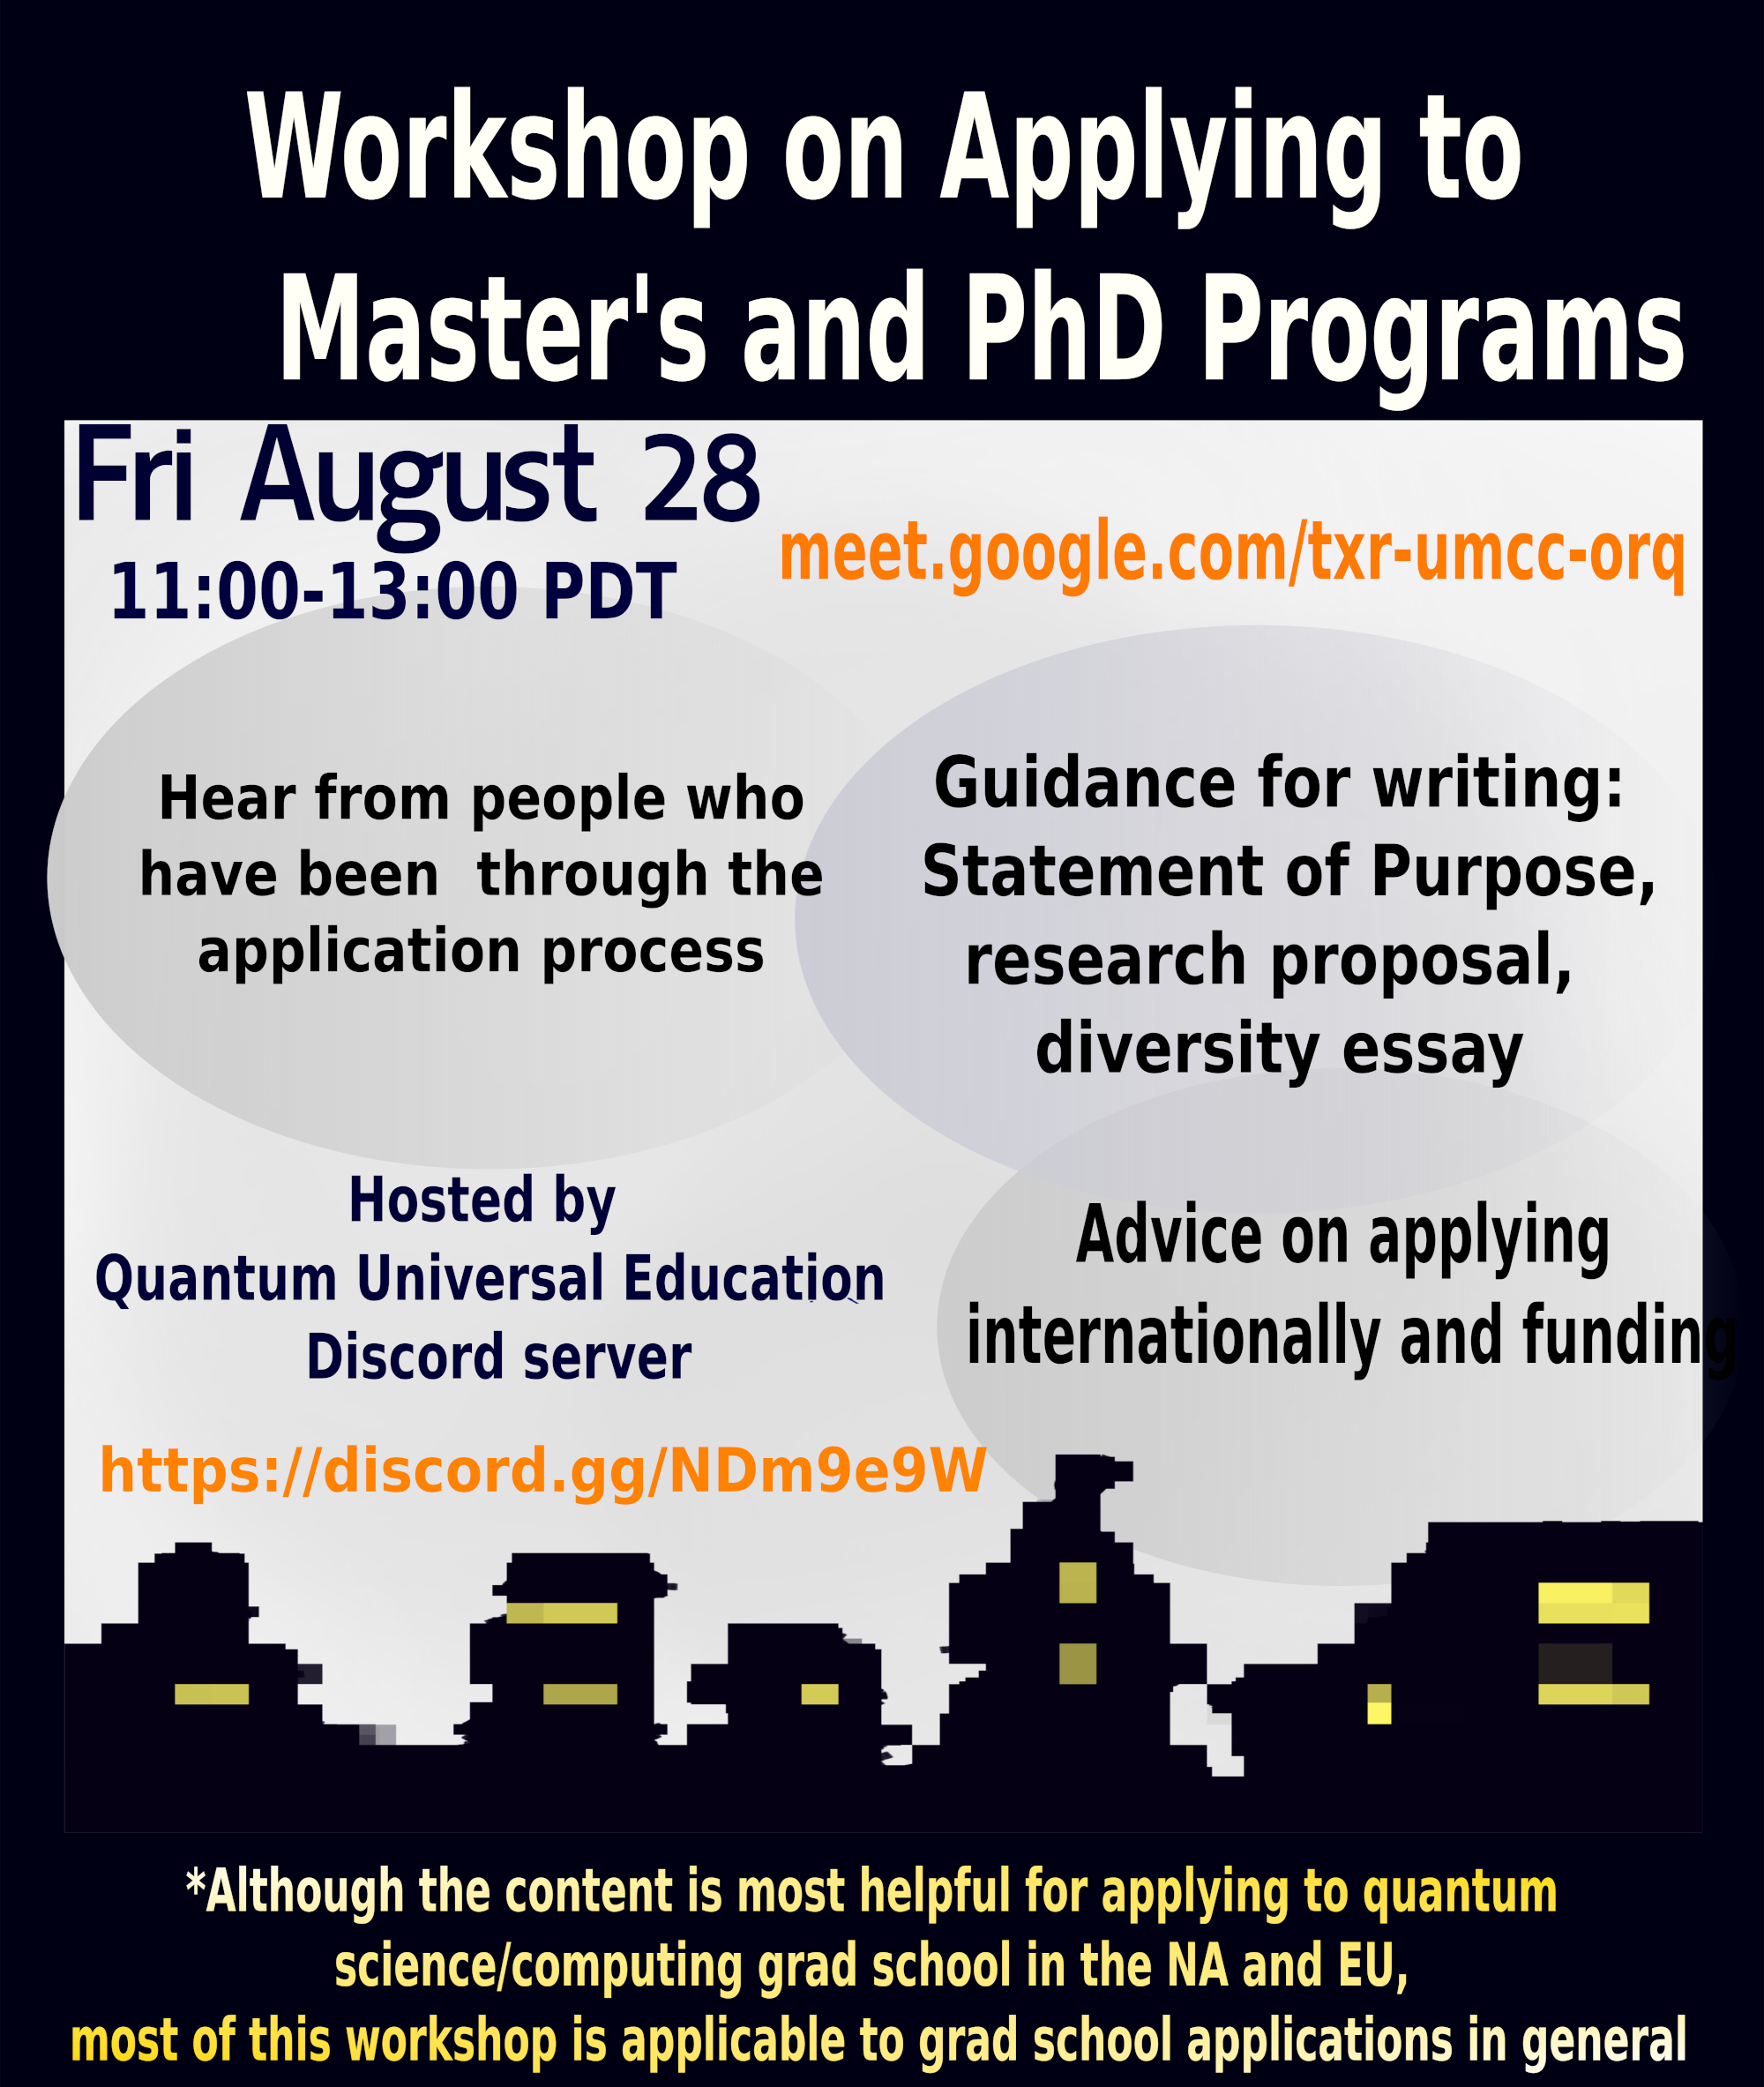 Workshop on Applying to
Master's and PhD Programs
Fri August 28
11:00-13:00 PDT
meet.google.com/txr-umcc-orq
Hear from people who
have been  through the
application process
Guidance for writing:
Statement of Purpose,
research proposal,
diversity essay
Hosted by
Quantum Universal Education
Discord server
https://discord.gg/NDm9e9W
Advice on applying
internationally and funding
*Although the content is most helpful for applying to quantum
science/computing grad school in the NA and EU,
most of this workshop is applicable to grad school applications in general